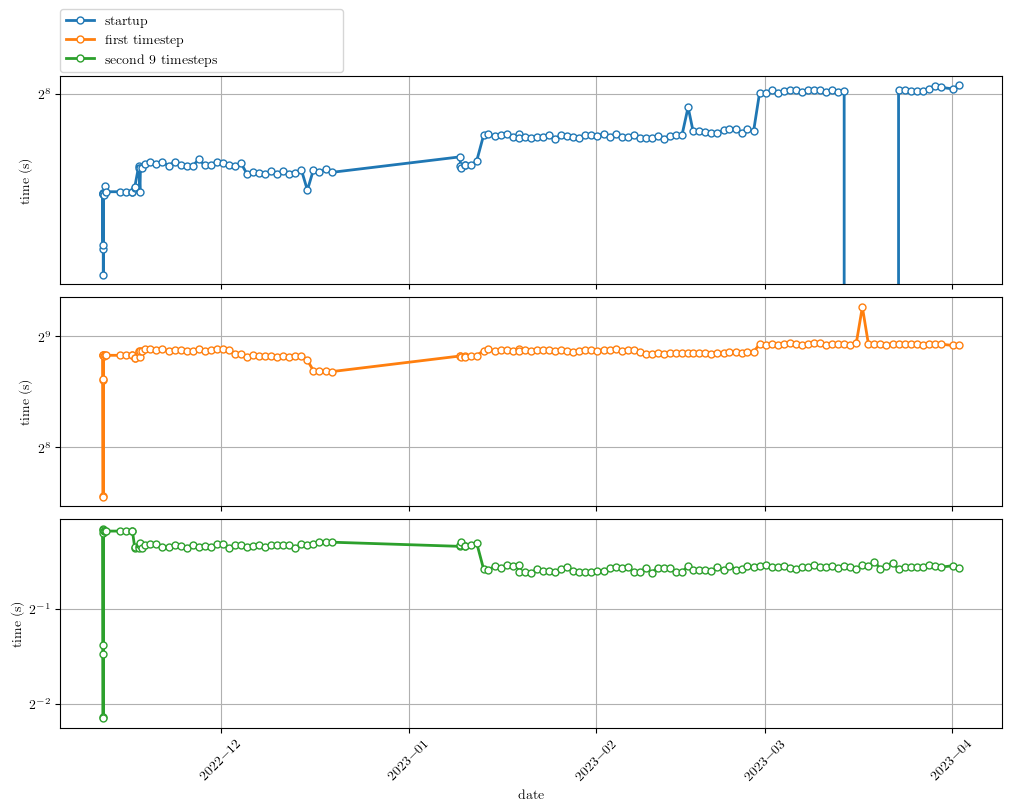 startup
first timestep
second 9 timesteps
2^8
time (s)
2^9
2^8
time (s)
2^−1
2^−2
time (s)
2022−12
2023−01
2023−02
2023−03
2023−04
date